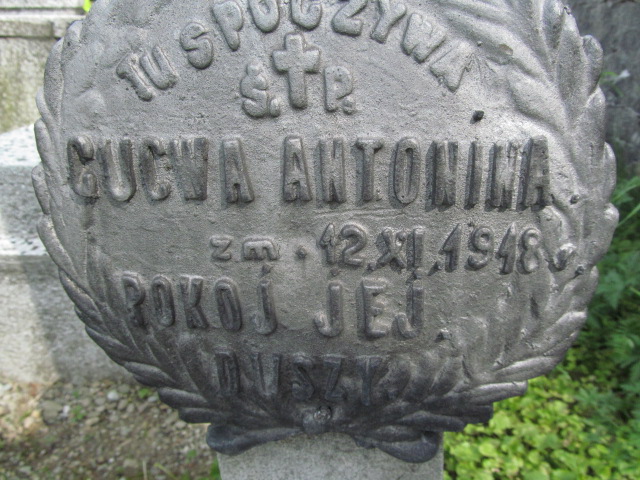 TU SPOCZYWA
Ś. P.
CUCWA ANTONINA
zm. 12.XI.1918 r.
POKÓJ JEJ
DUSZY.